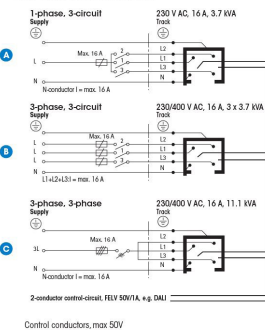 1-phase, 3-circuit
230 V AC, 16 A, 3.7 kVA
Supply
Track
A
Max. 16 A
2
L2
L
1
L1
3
L3
N
N
N-conductor I = max. 16 A
3-phase, 3-circuit
230/400 V AC, 16 A, 3 x 3.7 kVA
Supply
Track
B
Max. 16 A
L
2
L2
L
1
L1
L
3
L3
N
N
L1+L2+L3:I = max. 16 A
3-phase, 3-phase
230/400 V AC, 16 A, 11.1 kVA
Supply
Track
C
Max. 16 A
L2
3L
L1
L3
N
N
N-conductor I = max. 16 A
2-conductor control-circuit, FELV 50V/1A, e.g. DALI
Control conductors, max 50V